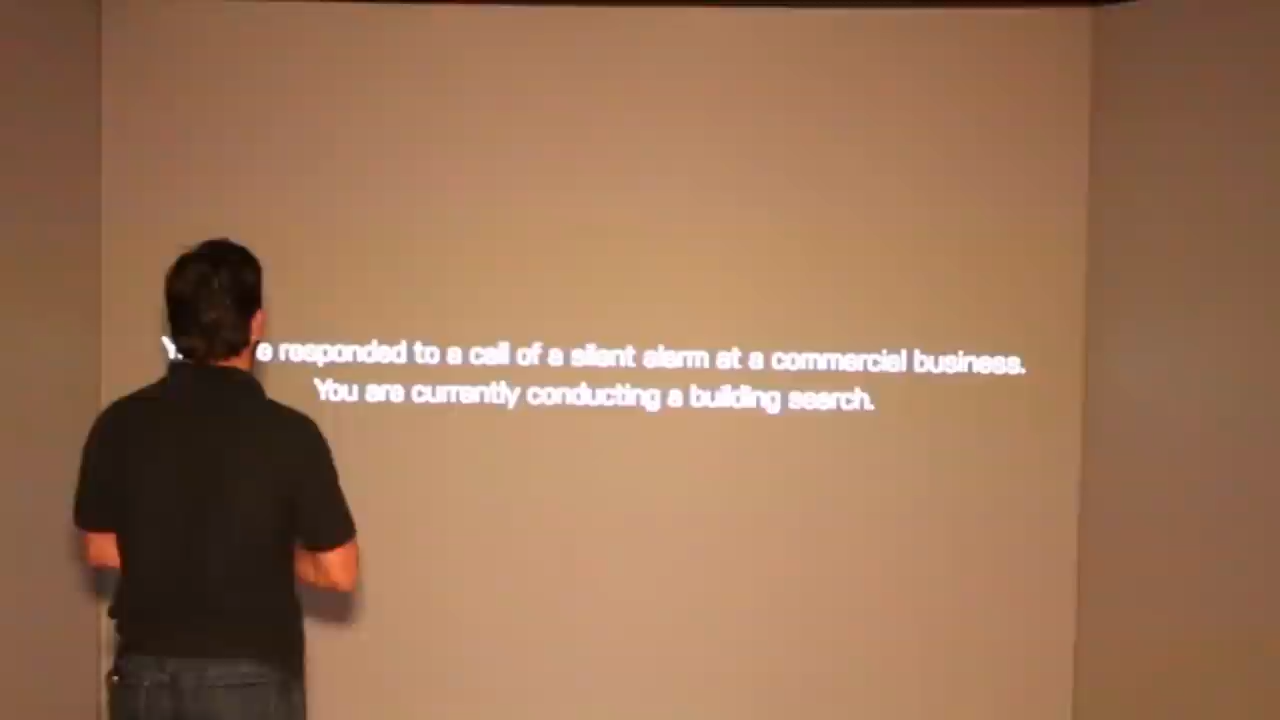 responded to a call of a silent alarm at a commercial business.
You are currently conducting a building search.